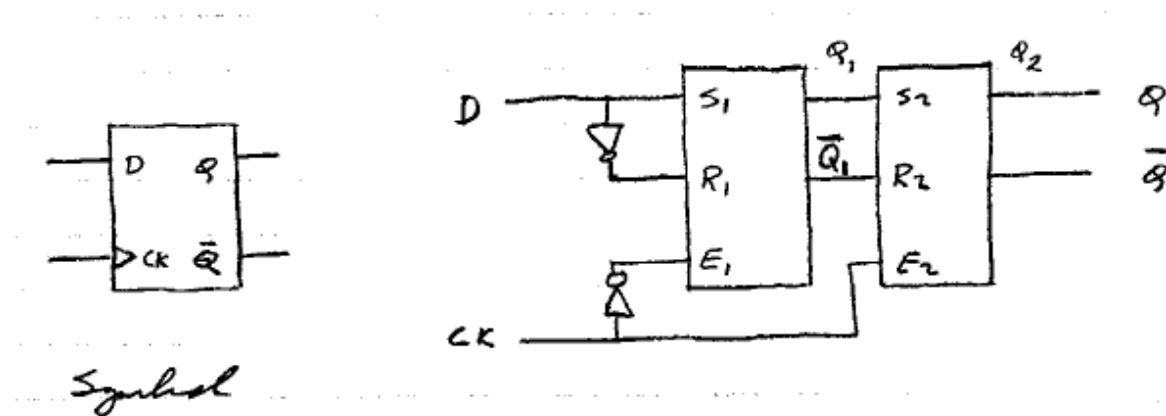 D Q
CK Q̅
Symbol
Q₁ Q₂
D S₁ S₂ Q
Q̅₁ Q̅
R₁ R₂
E₁ E₂
CK